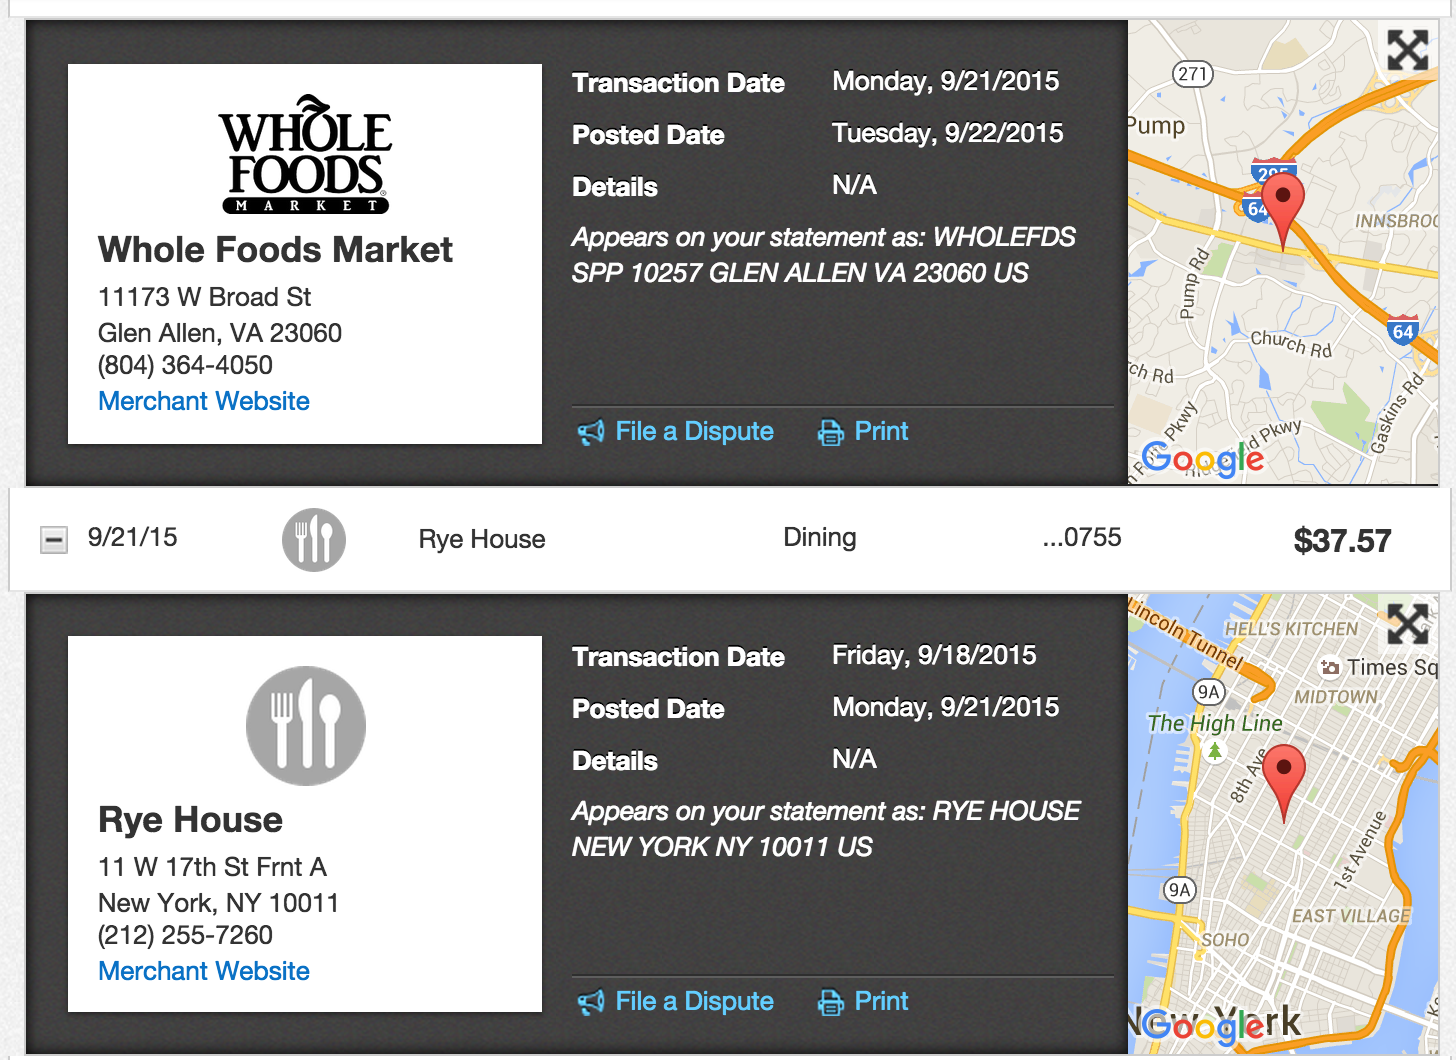 WHOLE
FOODS
MARKET
Whole Foods Market
11173 W Broad St
Glen Allen, VA 23060
(804) 364-4050
Merchant Website
Transaction Date Monday, 9/21/2015
Posted Date Tuesday, 9/22/2015
Details N/A
Appears on your statement as: WHOLEFDS
SPP 10257 GLEN ALLEN VA 23060 US
File a Dispute Print
271
Pump
295
64
INNSBROO
Pump Rd
64
Church Rd
rch Rd
Gaskins Rd
Pkwy
Pkwy
Google
9/21/15 Rye House Dining ...0755 $37.57
Rye House
11 W 17th St Frnt A
New York, NY 10011
(212) 255-7260
Merchant Website
Transaction Date Friday, 9/18/2015
Posted Date Monday, 9/21/2015
Details N/A
Appears on your statement as: RYE HOUSE
NEW YORK NY 10011 US
File a Dispute Print
Lincoln Tunnel
HELL'S KITCHEN
Times Sq
9A
MIDTOWN
The High Line
8th Ave
1st Avenue
9A
EAST VILLAGE
SOHO
New York
Google